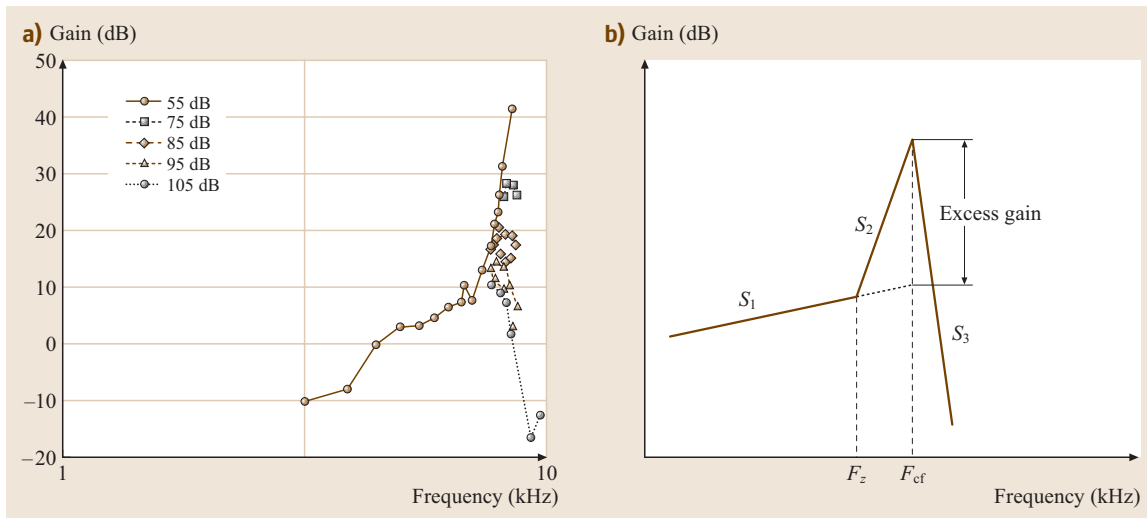 a) Gain (dB)
50
40
30
20
10
0
–10
–20
55 dB
75 dB
85 dB
95 dB
105 dB
1
10
Frequency (kHz)
b) Gain (dB)
S1
S2
S3
Excess gain
Fz
Fcf
Frequency (kHz)